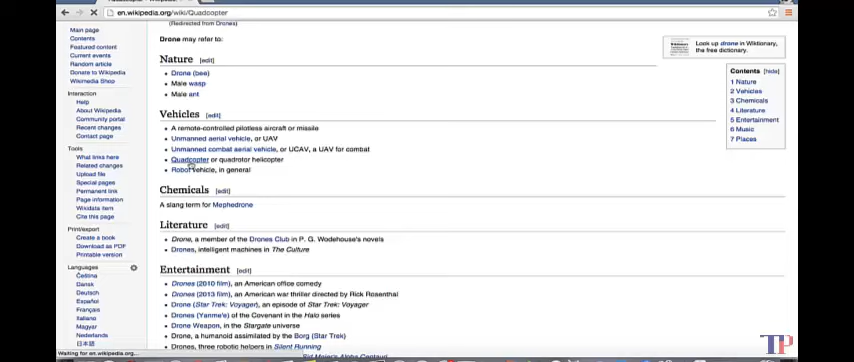 en.wikipedia.org/wiki/Quadcopter
(Redirected from Drones)
Drone may refer to:
Look up drone in Wiktionary,
the free dictionary.
Main page
Contents
Featured content
Current events
Random article
Donate to Wikipedia
Wikimedia Shop
Interaction
Help
About Wikipedia
Community portal
Recent changes
Contact page
Tools
What links here
Related changes
Upload file
Special pages
Permanent link
Page information
Wikidata item
Cite this page
Print/export
Create a book
Download as PDF
Printable version
Languages
Čeština
Dansk
Deutsch
Español
Français
Italiano
Magyar
Nederlands
日本語
Nature [edit]
Drone (bee)
Male wasp
Male ant
Vehicles [edit]
A remote-controlled pilotless aircraft or missile
Unmanned aerial vehicle, or UAV
Unmanned combat aerial vehicle, or UCAV, a UAV for combat
Quadcopter or quadrotor helicopter
Robot vehicle, in general
Chemicals [edit]
A slang term for Mephedrone
Literature [edit]
Drone, a member of the Drones Club in P. G. Wodehouse's novels
Drones, intelligent machines in The Culture
Entertainment [edit]
Drones (2010 film), an American office comedy
Drones (2013 film), an American war thriller directed by Rick Rosenthal
Drone (Star Trek: Voyager), an episode of Star Trek: Voyager
Drones (Yanme'e) of the Covenant in the Halo series
Drone Weapon, in the Stargate universe
Drone, a humanoid assimilated by the Borg (Star Trek)
Drones, three robotic helpers in Silent Running
Sid Meier's Alpha Centauri
Contents [hide]
1 Nature
2 Vehicles
3 Chemicals
4 Literature
5 Entertainment
6 Music
7 Places
Waiting for en.wikipedia.org...
TP